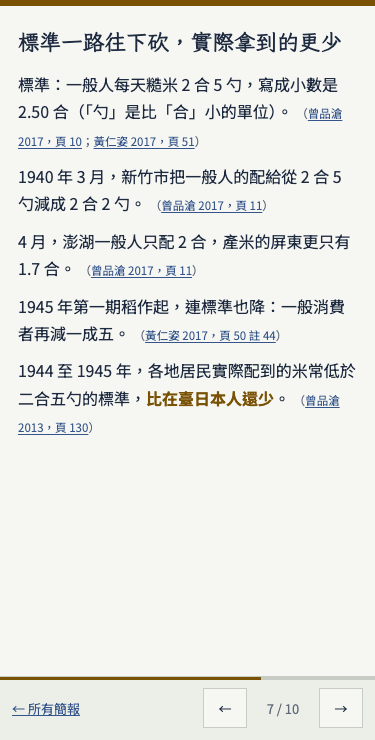 標準一路往下砍，實際拿到的更少
標準：一般人每天糙米 2 合 5 勺，寫成小數是
2.50 合（「勺」是比「合」小的單位）。（曾品滄
2017，頁 10；黃仁姿 2017，頁 51）
1940 年 3 月，新竹市把一般人的配給從 2 合 5
勺減成 2 合 2 勺。（曾品滄 2017，頁 11）
4 月，澎湖一般人只配 2 合，產米的屏東更只有
1.7 合。（曾品滄 2017，頁 11）
1945 年第一期稻作起，連標準也降：一般消費
者再減一成五。（黃仁姿 2017，頁 50 註 44）
1944 至 1945 年，各地居民實際配到的米常低於
二合五勺的標準，比在臺日本人還少。（曾品滄
2013，頁 130）
← 所有簡報
←
7 / 10
→